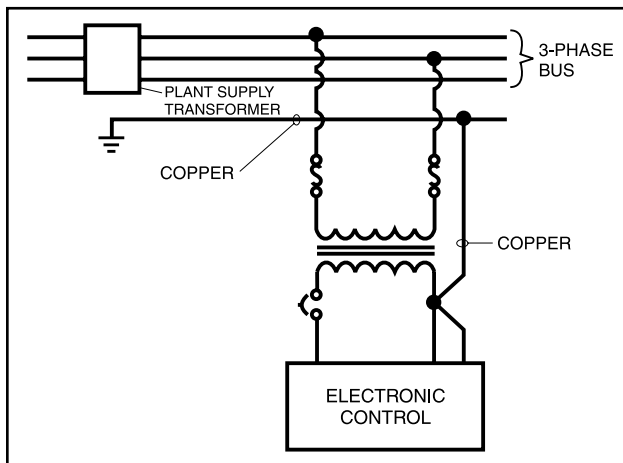 3-PHASE
BUS
PLANT SUPPLY
TRANSFORMER
COPPER
COPPER
ELECTRONIC
CONTROL